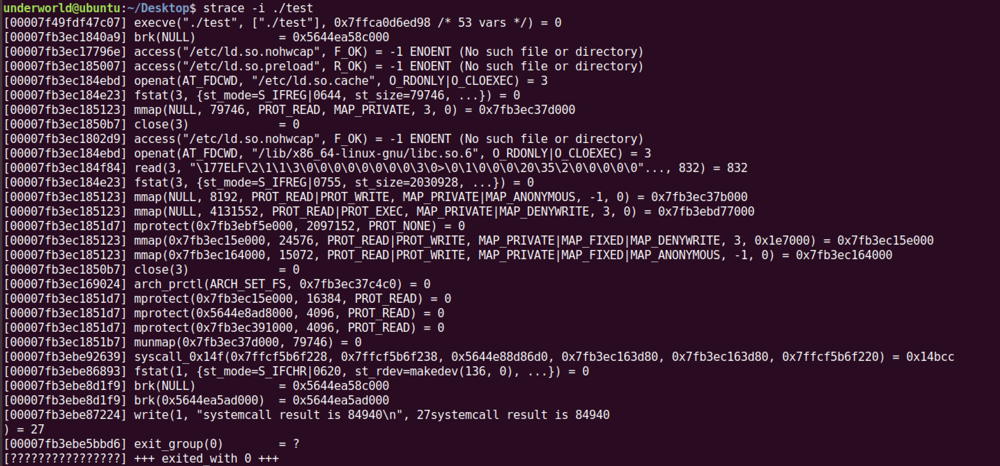 underworld@ubuntu:~/Desktop$ strace -i ./test
[00007f49fdf47c07] execve("./test", ["./test"], 0x7ffca0d6ed98 /* 53 vars */) = 0
[00007fb3ec1840a9] brk(NULL)            = 0x5644ea58c000
[00007fb3ec17796e] access("/etc/ld.so.nohwcap", F_OK) = -1 ENOENT (No such file or directory)
[00007fb3ec185007] access("/etc/ld.so.preload", R_OK) = -1 ENOENT (No such file or directory)
[00007fb3ec184ebd] openat(AT_FDCWD, "/etc/ld.so.cache", O_RDONLY|O_CLOEXEC) = 3
[00007fb3ec184e23] fstat(3, {st_mode=S_IFREG|0644, st_size=79746, ...}) = 0
[00007fb3ec185123] mmap(NULL, 79746, PROT_READ, MAP_PRIVATE, 3, 0) = 0x7fb3ec37d000
[00007fb3ec1850b7] close(3)             = 0
[00007fb3ec1802d9] access("/etc/ld.so.nohwcap", F_OK) = -1 ENOENT (No such file or directory)
[00007fb3ec184ebd] openat(AT_FDCWD, "/lib/x86_64-linux-gnu/libc.so.6", O_RDONLY|O_CLOEXEC) = 3
[00007fb3ec184f84] read(3, "\177ELF\2\1\1\3\0\0\0\0\0\0\0\0\3\0>\0\1\0\0\0\20\35\2\0\0\0\0\0"..., 832) = 832
[00007fb3ec184e23] fstat(3, {st_mode=S_IFREG|0755, st_size=2030928, ...}) = 0
[00007fb3ec185123] mmap(NULL, 8192, PROT_READ|PROT_WRITE, MAP_PRIVATE|MAP_ANONYMOUS, -1, 0) = 0x7fb3ec37b000
[00007fb3ec185123] mmap(NULL, 4131552, PROT_READ|PROT_EXEC, MAP_PRIVATE|MAP_DENYWRITE, 3, 0) = 0x7fb3ebd77000
[00007fb3ec1851d7] mprotect(0x7fb3ebf5e000, 2097152, PROT_NONE) = 0
[00007fb3ec185123] mmap(0x7fb3ec15e000, 24576, PROT_READ|PROT_WRITE, MAP_PRIVATE|MAP_FIXED|MAP_DENYWRITE, 3, 0x1e7000) = 0x7fb3ec15e000
[00007fb3ec185123] mmap(0x7fb3ec164000, 15072, PROT_READ|PROT_WRITE, MAP_PRIVATE|MAP_FIXED|MAP_ANONYMOUS, -1, 0) = 0x7fb3ec164000
[00007fb3ec1850b7] close(3)             = 0
[00007fb3ec169024] arch_prctl(ARCH_SET_FS, 0x7fb3ec37c4c0) = 0
[00007fb3ec1851d7] mprotect(0x7fb3ec15e000, 16384, PROT_READ) = 0
[00007fb3ec1851d7] mprotect(0x5644e8ad8000, 4096, PROT_READ) = 0
[00007fb3ec1851d7] mprotect(0x7fb3ec391000, 4096, PROT_READ) = 0
[00007fb3ec1851b7] munmap(0x7fb3ec37d000, 79746) = 0
[00007fb3ebe92639] syscall_0x14f(0x7ffcf5b6f228, 0x7ffcf5b6f238, 0x5644e88d86d0, 0x7fb3ec163d80, 0x7fb3ec163d80, 0x7ffcf5b6f220) = 0x14bcc
[00007fb3ebe86893] fstat(1, {st_mode=S_IFCHR|0620, st_rdev=makedev(136, 0), ...}) = 0
[00007fb3ebe8d1f9] brk(NULL)            = 0x5644ea58c000
[00007fb3ebe8d1f9] brk(0x5644ea5ad000)  = 0x5644ea5ad000
[00007fb3ebe87224] write(1, "systemcall result is 84940\n", 27systemcall result is 84940
) = 27
[00007fb3ebe5bbd6] exit_group(0)        = ?
[????????????????] +++ exited with 0 +++